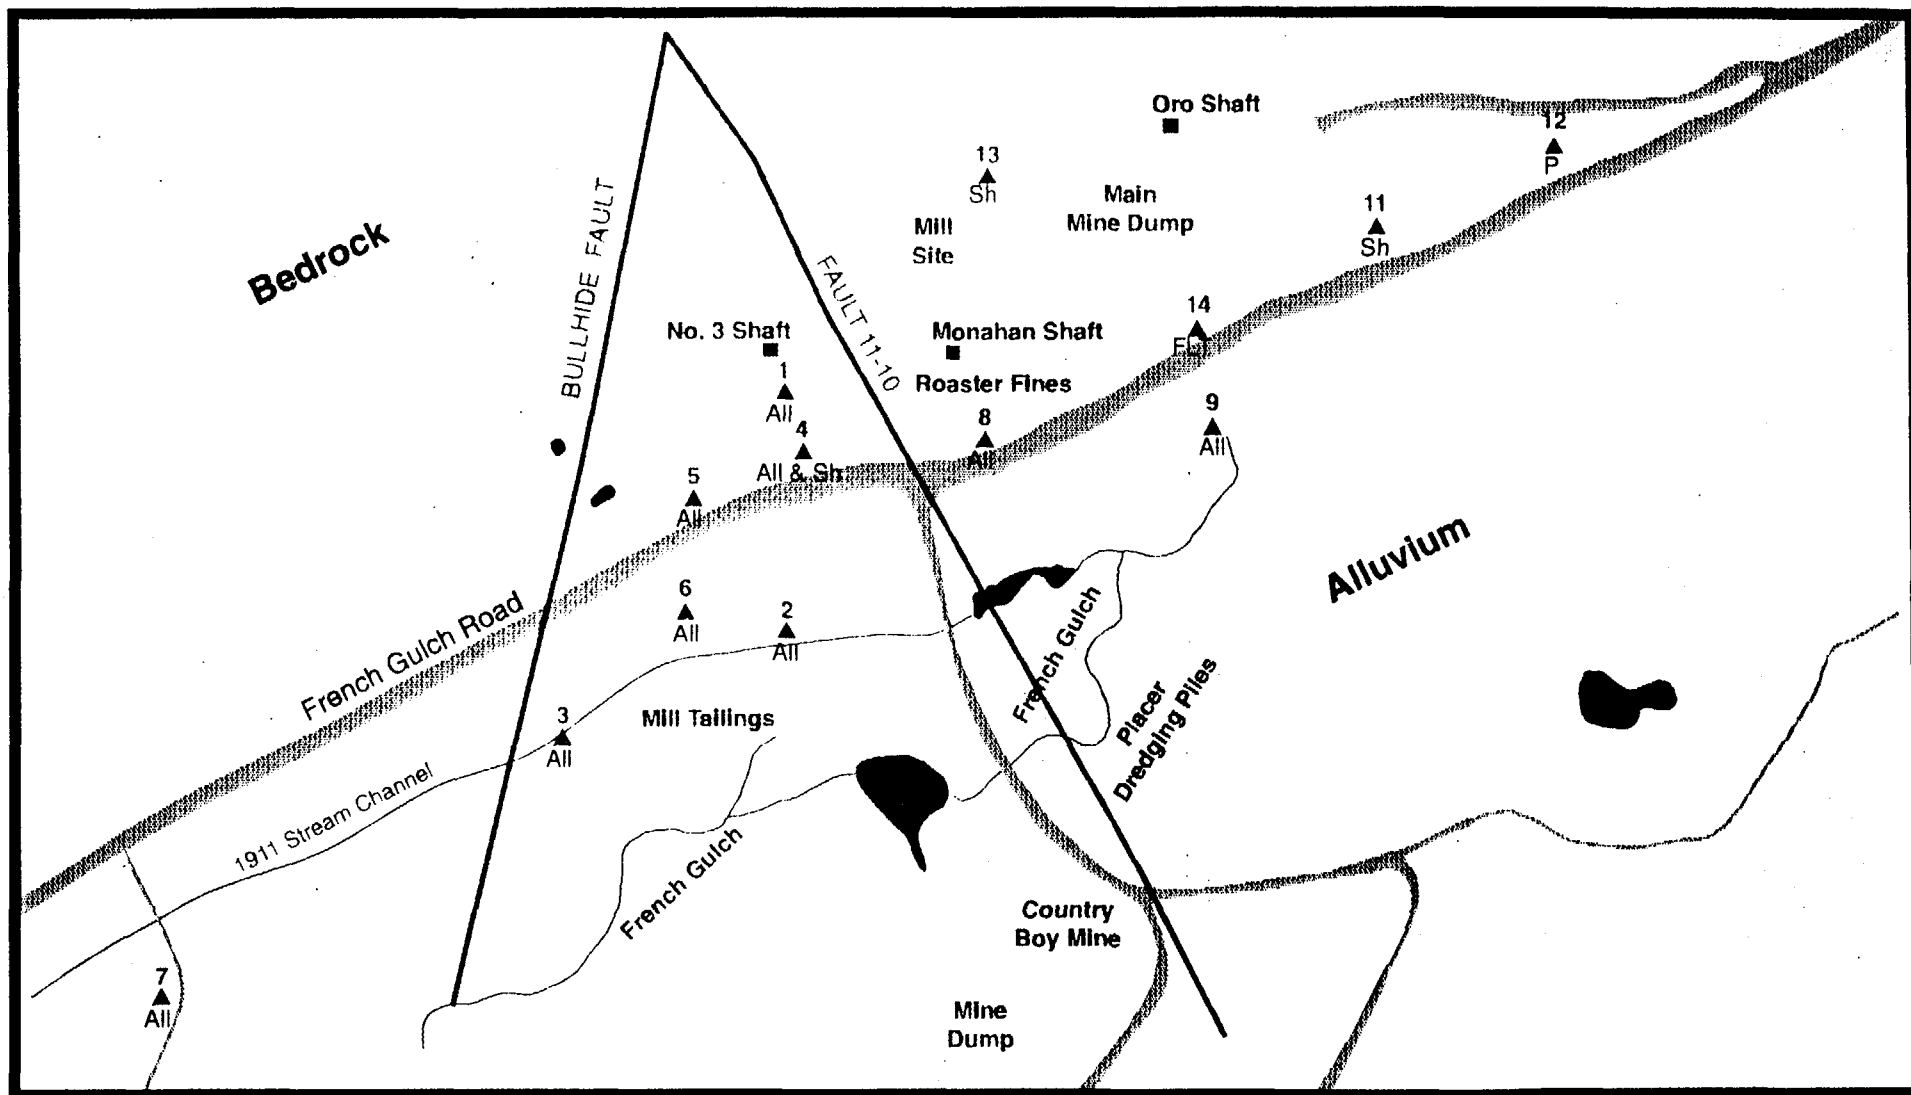 Oro Shaft
12
P
13
Sh
Main
Mine Dump
11
Sh
Mill
Site
Bedrock
BULLHIDE FAULT
FAULT 11-10
No. 3 Shaft
Monahan Shaft
14
1
All
Roaster Fines
8
All
9
All
4
All & Sh
5
All
Alluvium
6
All
2
All
French Gulch Road
French Gulch
Placer
Dredging Piles
3
All
Mill Tailings
1911 Stream Channel
French Gulch
Country
Boy Mine
7
All
Mine
Dump